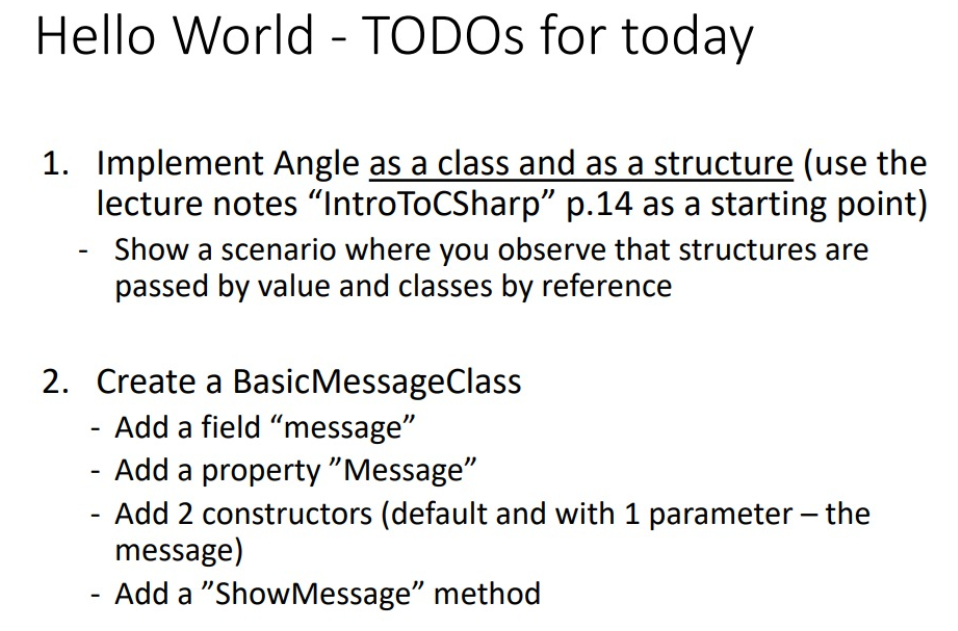 Hello World - TODOs for today
1. Implement Angle as a class and as a structure (use the
lecture notes “IntroToCSharp” p.14 as a starting point)
- Show a scenario where you observe that structures are
passed by value and classes by reference
2. Create a BasicMessageClass
- Add a field “message”
- Add a property ”Message”
- Add 2 constructors (default and with 1 parameter – the
message)
- Add a ”ShowMessage” method